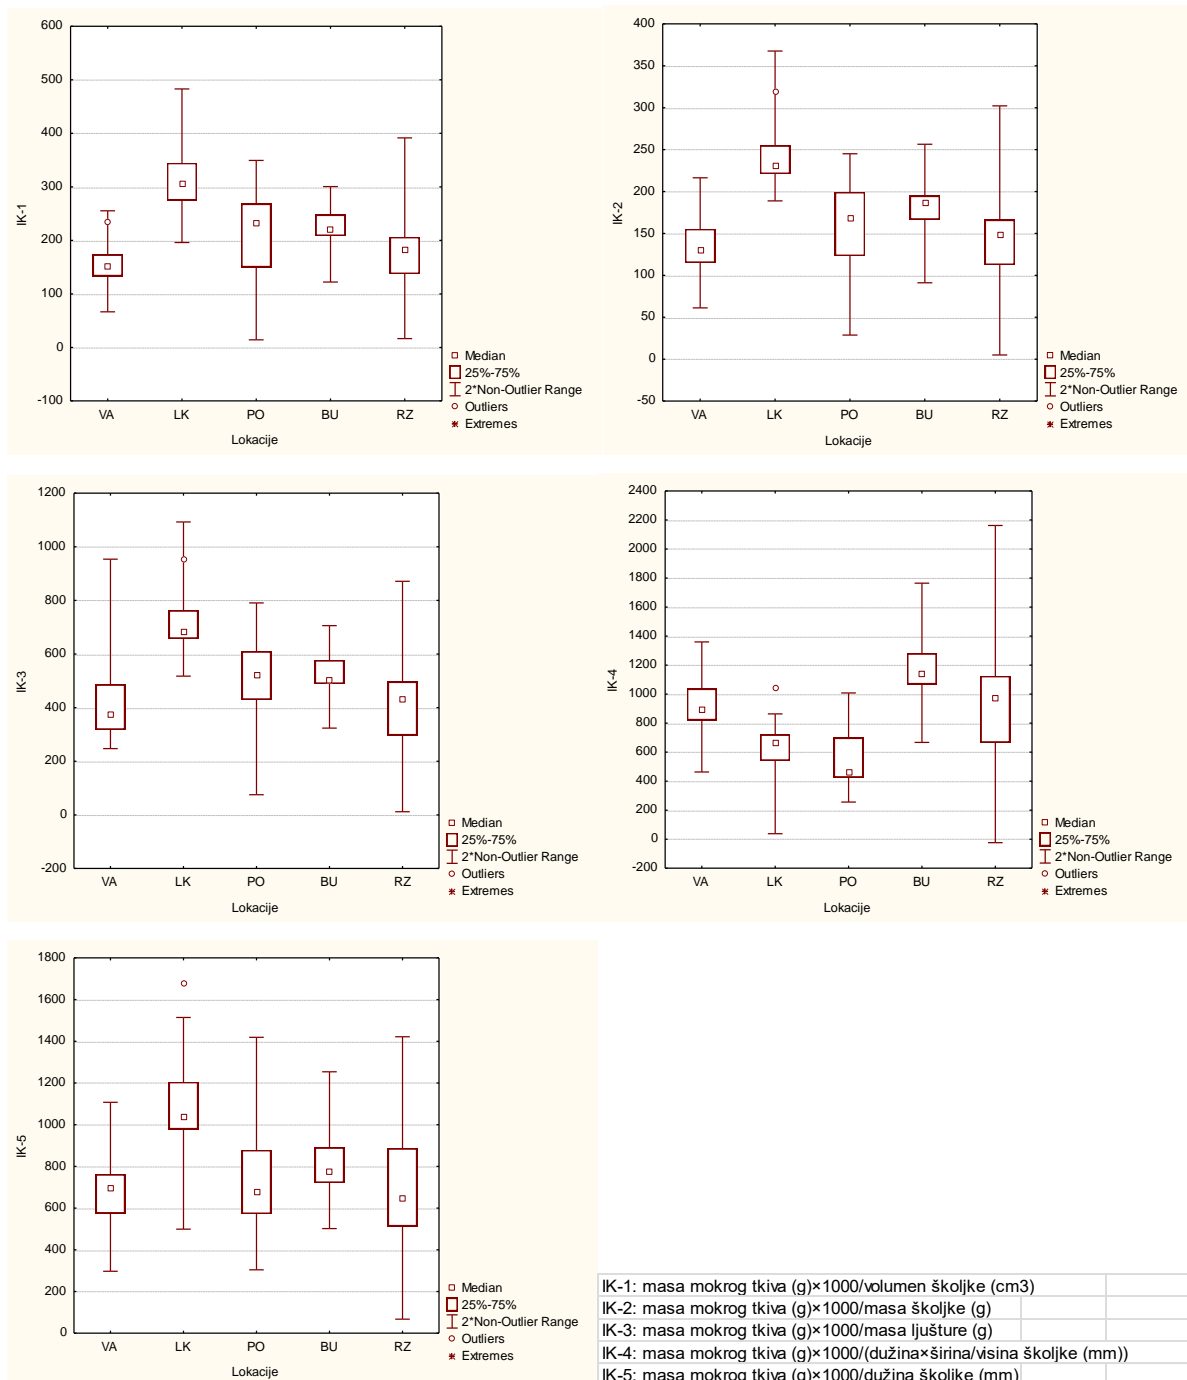 600
500
400
300
200
100
0
-100
IK-1
VA LK PO BU RZ
Lokacije
Median
25%-75%
2*Non-Outlier Range
Outliers
Extremes
400
350
300
250
200
150
100
50
0
-50
IK-2
VA LK PO BU RZ
Lokacije
Median
25%-75%
2*Non-Outlier Range
Outliers
Extremes
1200
1000
800
600
400
200
0
-200
IK-3
VA LK PO BU RZ
Lokacije
Median
25%-75%
2*Non-Outlier Range
Outliers
Extremes
2400
2200
2000
1800
1600
1400
1200
1000
800
600
400
200
0
-200
IK-4
VA LK PO BU RZ
Lokacije
Median
25%-75%
2*Non-Outlier Range
Outliers
Extremes
1800
1600
1400
1200
1000
800
600
400
200
0
IK-5
VA LK PO BU RZ
Lokacije
Median
25%-75%
2*Non-Outlier Range
Outliers
Extremes
IK-1: masa mokrog tkiva (g)×1000/volumen školjke (cm3)
IK-2: masa mokrog tkiva (g)×1000/masa školjke (g)
IK-3: masa mokrog tkiva (g)×1000/masa ljušture (g)
IK-4: masa mokrog tkiva (g)×1000/(dužina×širina/visina školjke (mm))
IK-5: masa mokrog tkiva (g)×1000/dužina školjke (mm)